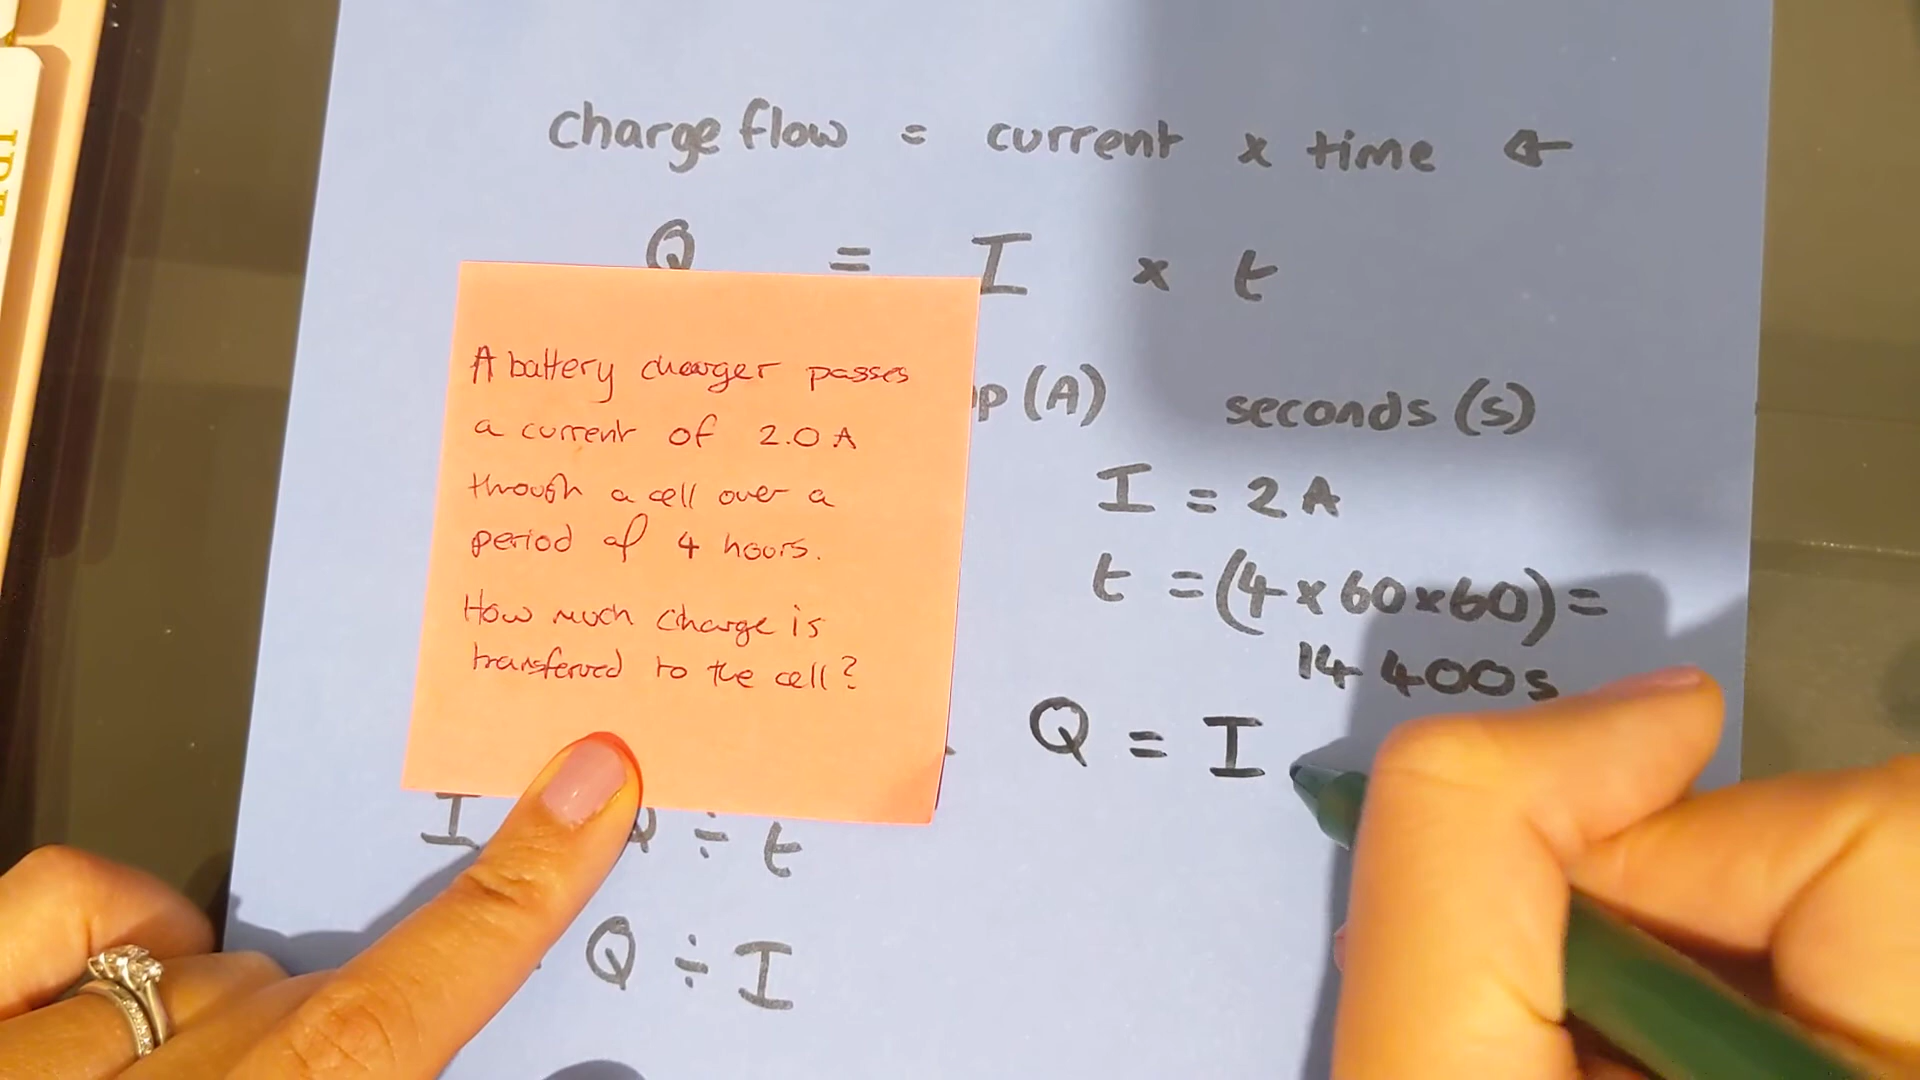 charge flow = current x time ←
Q = I x t
p (A) seconds (s)
A battery charger passes
a current of 2.0 A
through a cell over a
period of 4 hours.
How much charge is
transferred to the cell?
I = 2 A
t = (4 x 60 x 60) =
14 400 s
Q = I
I Q ÷ t
Q ÷ I